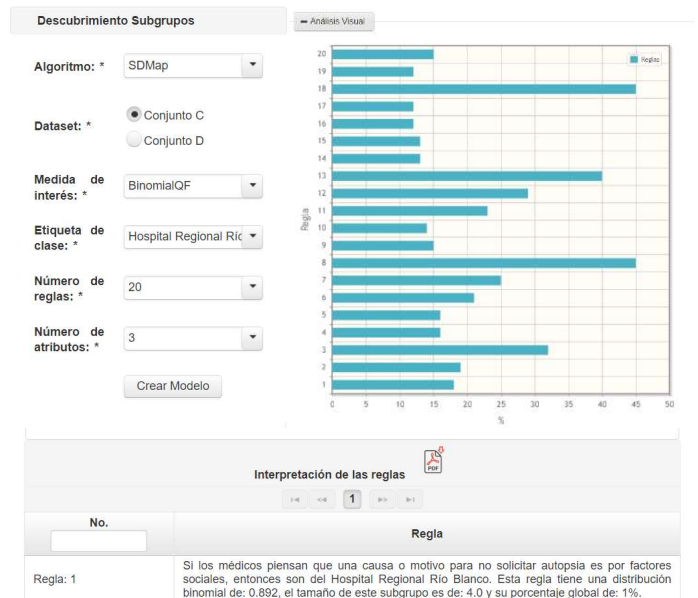 Descubrimiento Subgrupos
Análisis Visual
Algoritmo: *
SDMap
Dataset: *
Conjunto C
Conjunto D
Medida de
interés: *
BinomialQF
Etiqueta de
clase: *
Hospital Regional Ríc
Número de
reglas: *
20
Número de
atributos: *
3
Crear Modelo
Reglas
Regla
20
19
18
17
16
15
14
13
12
11
10
9
8
7
6
5
4
3
2
1
0 5 10 15 20 25 30 35 40 45 50
%
Interpretación de las reglas
PDF
1
No.
Regla
Regla: 1
Si los médicos piensan que una causa o motivo para no solicitar autopsia es por factores
sociales, entonces son del Hospital Regional Río Blanco. Esta regla tiene una distribución
binomial de: 0.892, el tamaño de este subgrupo es de: 4.0 y su porcentaje global de: 1%.